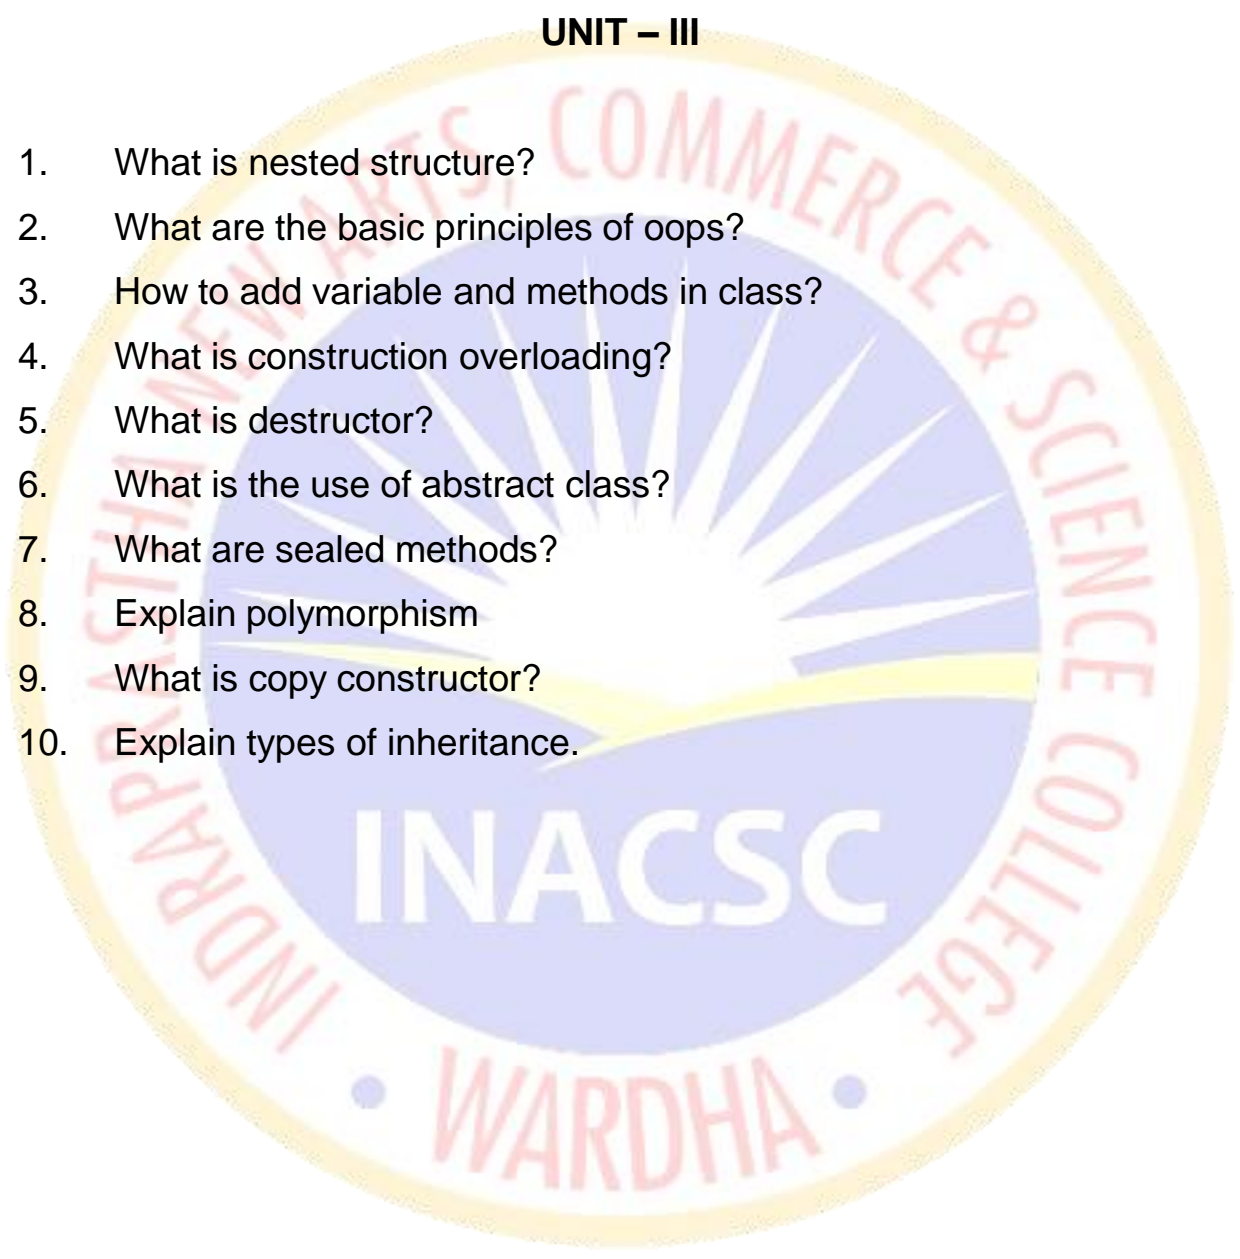 UNIT – III
1. What is nested structure?
2. What are the basic principles of oops?
3. How to add variable and methods in class?
4. What is construction overloading?
5. What is destructor?
6. What is the use of abstract class?
7. What are sealed methods?
8. Explain polymorphism
9. What is copy constructor?
10. Explain types of inheritance.
INDRAPRASTHA NEW ARTS, COMMERCE & SCIENCE COLLEGE
INACSC
• WARDHA •